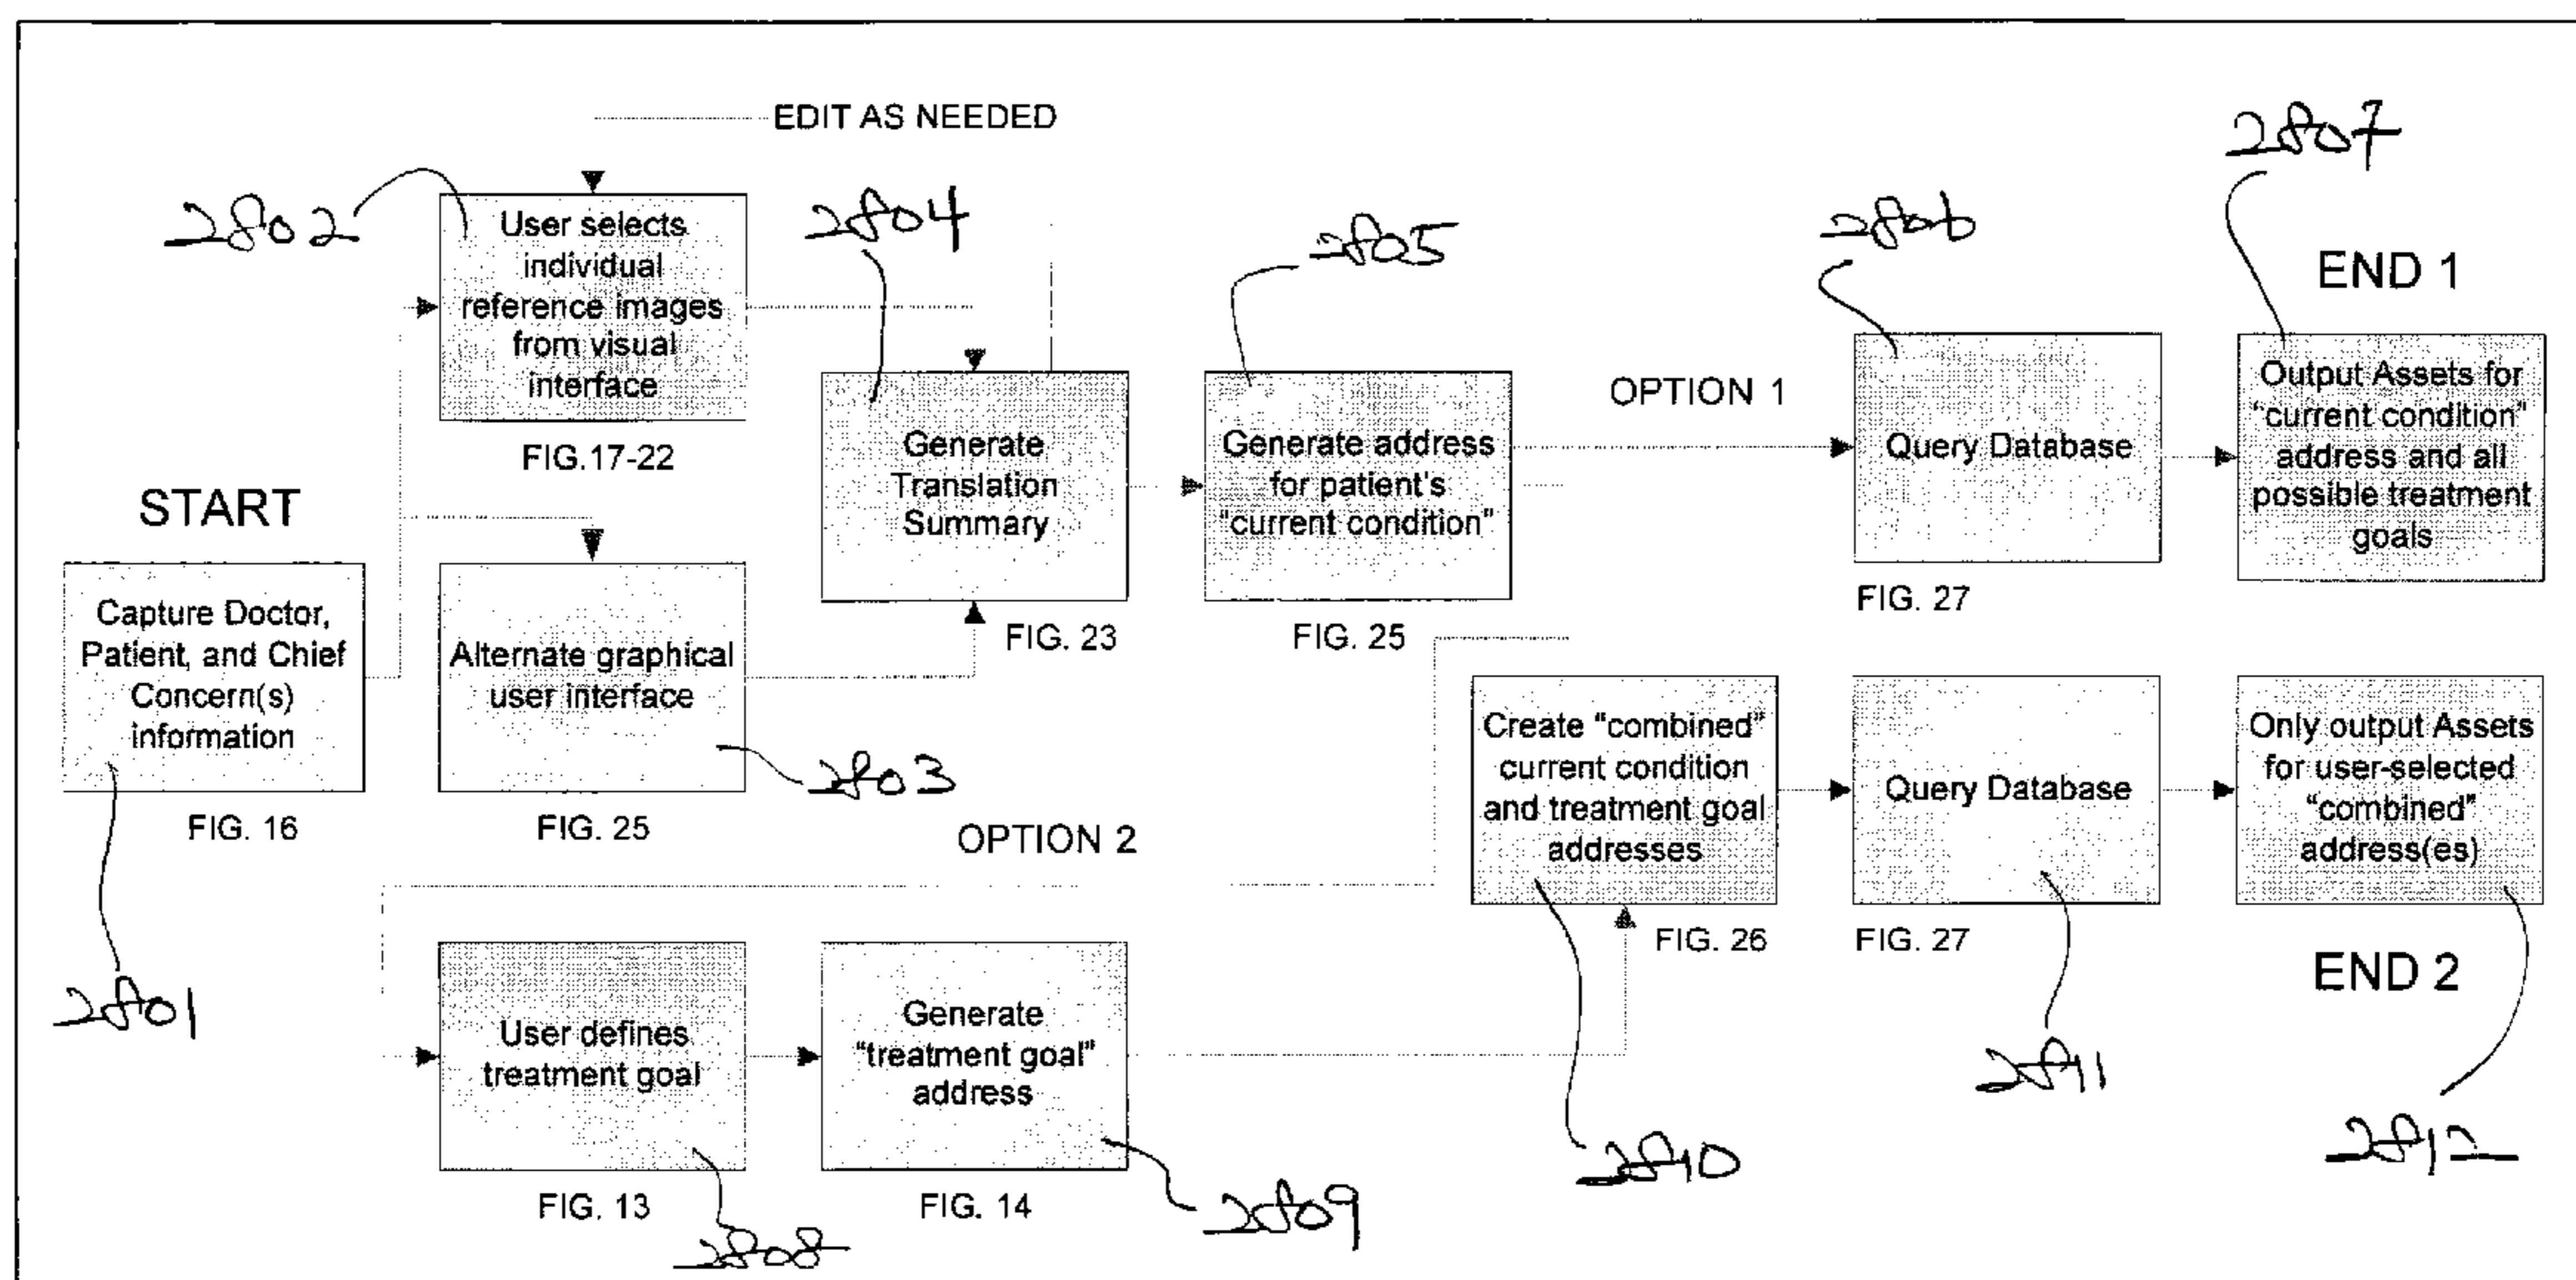 EDIT AS NEEDED
2807
2802
User selects
individual
reference images
from visual
interface
FIG.17-22
2804
2805
2806
END 1
OPTION 1
Generate
Translation
Summary
FIG. 23
Generate address
for patient's
"current condition"
FIG. 25
Query Database
FIG. 27
Output Assets for
"current condition"
address and all
possible treatment
goals
START
Capture Doctor,
Patient, and Chief
Concern(s)
information
FIG. 16
2801
Alternate graphical
user interface
FIG. 25
2803
OPTION 2
Create "combined"
current condition
and treatment goal
addresses
FIG. 26
2810
Query Database
FIG. 27
2811
Only output Assets
for user-selected
"combined"
address(es)
END 2
2812
User defines
treatment goal
FIG. 13
2808
Generate
"treatment goal"
address
FIG. 14
2809